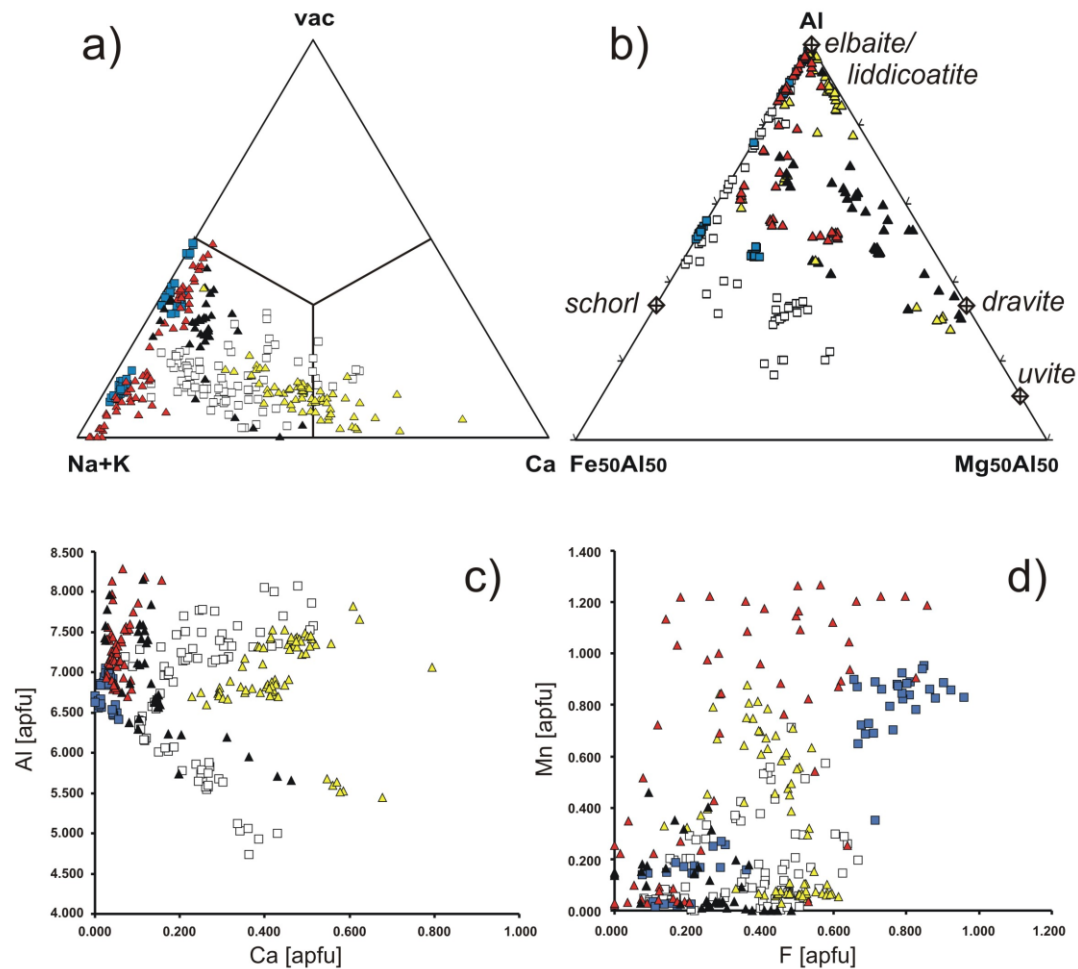 a)
vac
Na+K
Ca
b)
Al
elbaite/
liddicoatite
schorl
dravite
uvite
Fe50Al50
Mg50Al50
c)
8.500
8.000
7.500
7.000
6.500
6.000
5.500
5.000
4.000
Al [apfu]
0.000 0.200 0.400 0.600 0.800 1.000
Ca [apfu]
d)
1.400
1.200
1.000
0.800
0.600
0.400
0.200
0.000
Mn [apfu]
0.000 0.200 0.400 0.600 0.800 1.000 1.200
F [apfu]